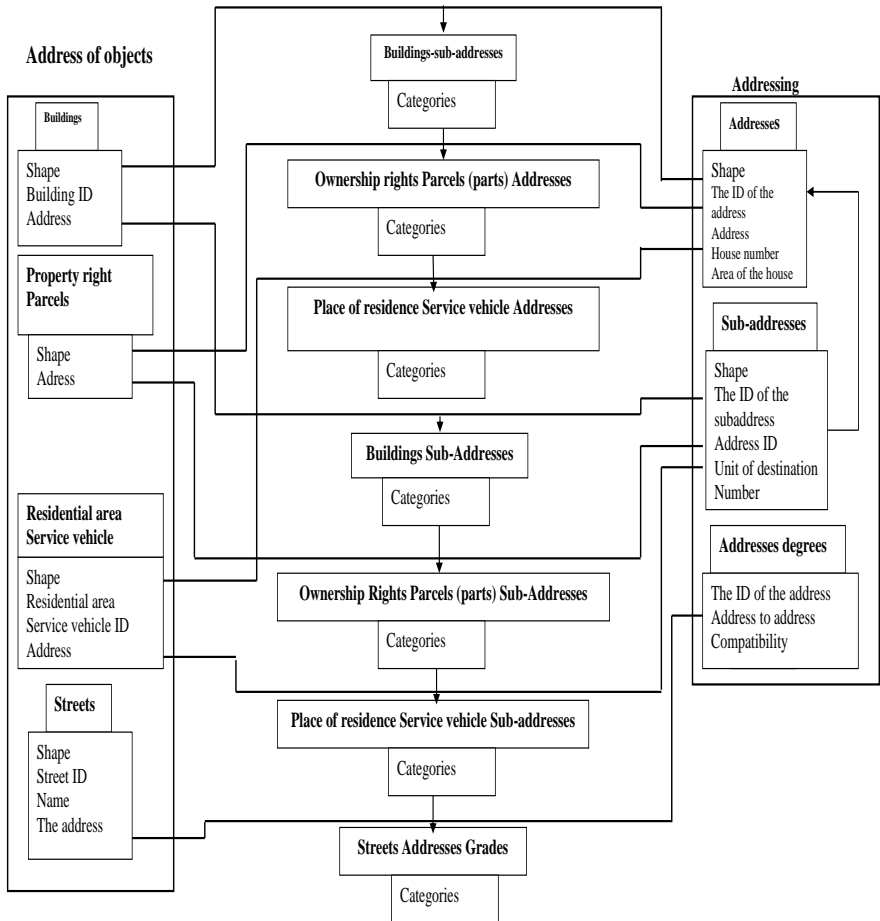 Address of objects
Buildings
Shape
Building ID
Address
Property right
Parcels
Shape
Adress
Residential area
Service vehicle
Shape
Residential area
Service vehicle ID
Address
Streets
Shape
Street ID
Name
The address
Buildings-sub-addresses
Categories
Ownership rights Parcels (parts) Addresses
Categories
Place of residence Service vehicle Addresses
Categories
Buildings Sub-Addresses
Categories
Ownership Rights Parcels (parts) Sub-Addresses
Categories
Place of residence Service vehicle Sub-addresses
Categories
Streets Addresses Grades
Categories
Addressing
Addresses
Shape
The ID of the
address
Address
House number
Area of the house
Sub-addresses
Shape
The ID of the
subaddress
Address ID
Unit of destination
Number
Addresses degrees
The ID of the address
Address to address
Compatibility